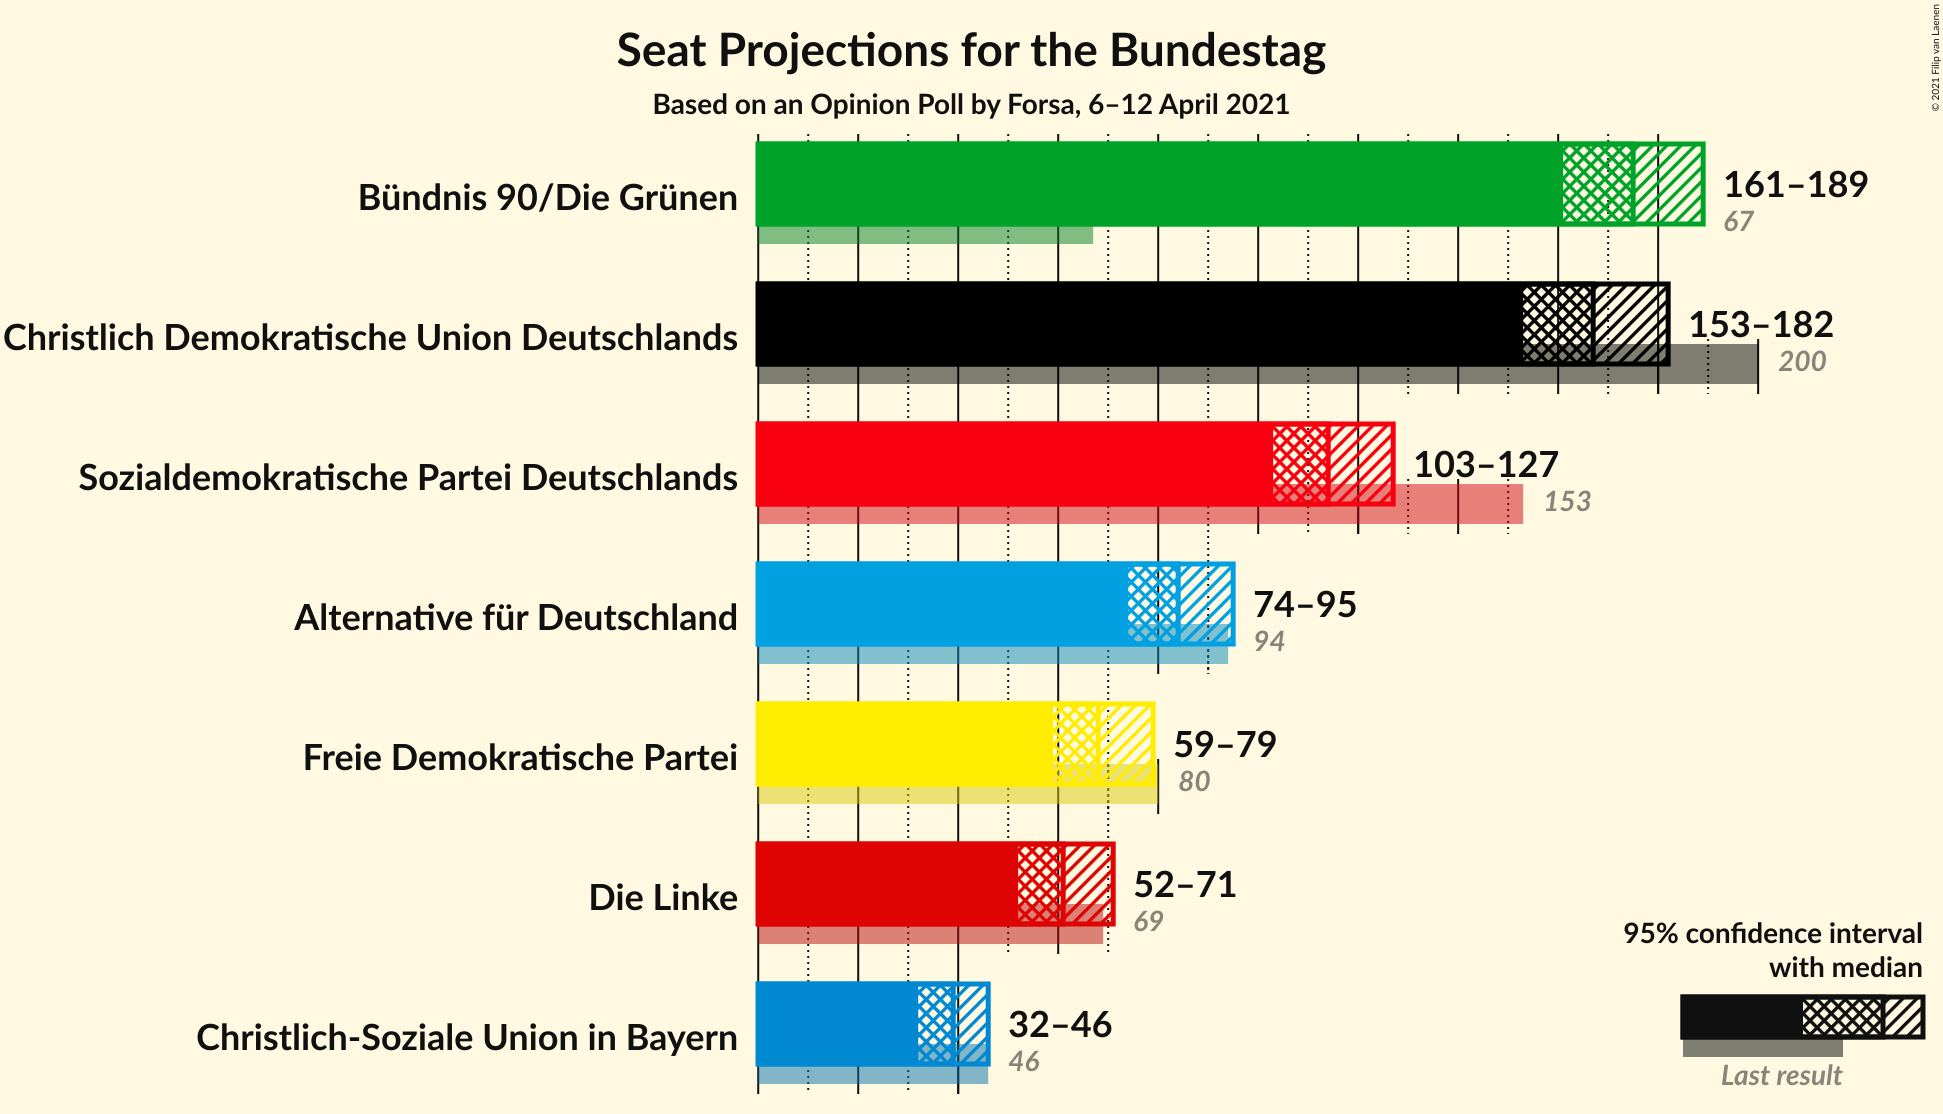 Seat Projections for the Bundestag
Based on an Opinion Poll by Forsa, 6–12 April 2021
© 2021 Filip van Laenen
Bündnis 90/Die Grünen
161–189
67
Christlich Demokratische Union Deutschlands
153–182
200
Sozialdemokratische Partei Deutschlands
103–127
153
Alternative für Deutschland
74–95
94
Freie Demokratische Partei
59–79
80
Die Linke
52–71
69
Christlich-Soziale Union in Bayern
32–46
46
95% confidence interval
with median
Last result